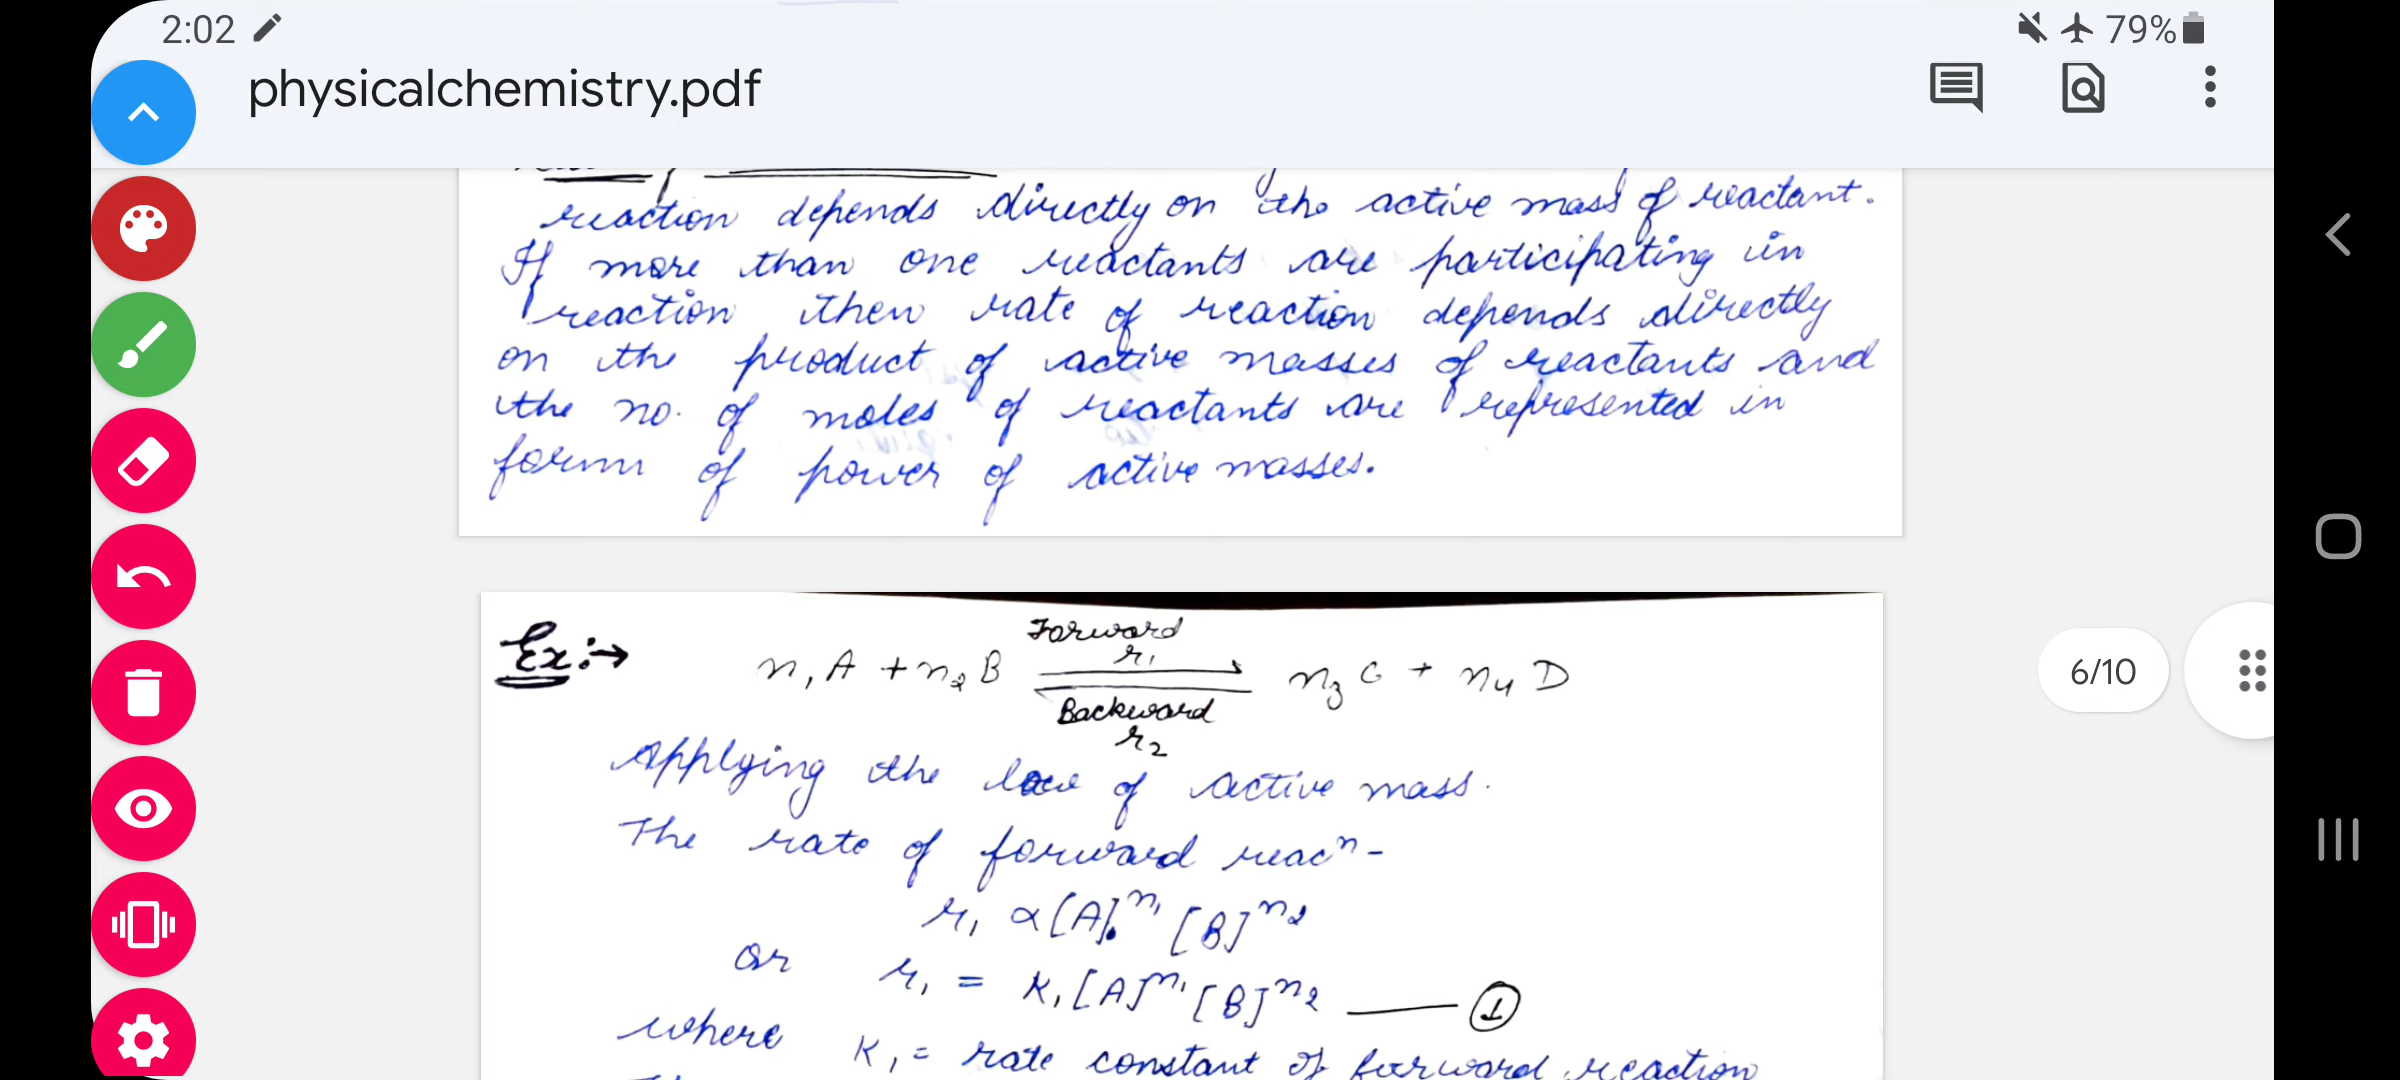 2:02 79%
physicalchemistry.pdf
reaction depends directly on the active mass of reactant.
If more than one reactants are participating in
reaction then rate of reaction depends directly
on the product of active masses of reactants and
the no. of moles of reactants are represented in
form of power of active masses.
6/10
Ex:→ n₁A + n₂B Forward r₁ ⇌ Backward r₂ n₃C + n₄D
Applying the law of active mass.
The rate of forward reacⁿ-
r₁ ∝ [A]ⁿ¹ [B]ⁿ²
or r₁ = K₁[A]ⁿ¹[B]ⁿ² —— ①
where K₁ = rate constant of forward reaction